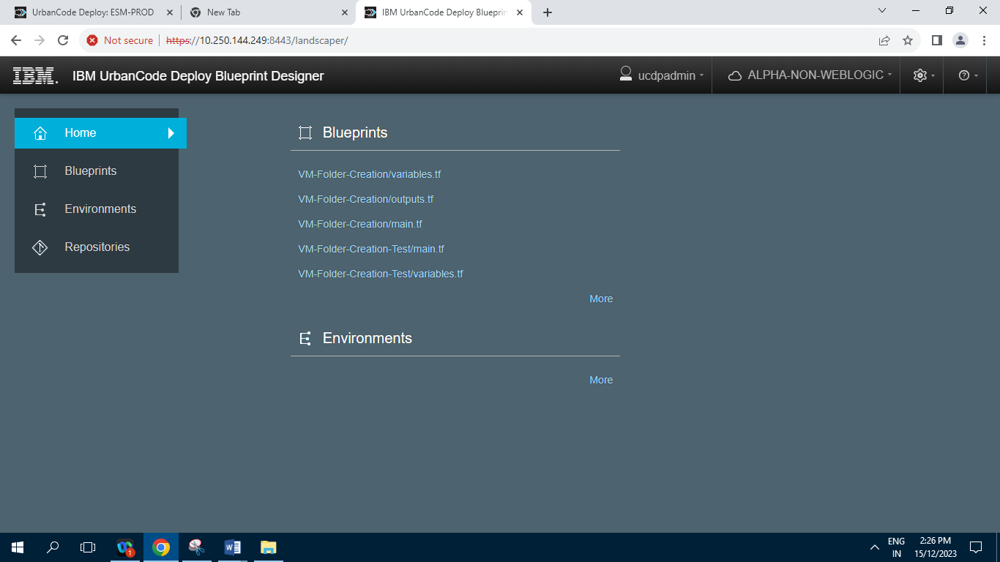 UrbanCode Deploy: ESM-PROD
New Tab
IBM UrbanCode Deploy Blueprin
Not secure
https://10.250.144.249:8443/landscaper/
IBM. IBM UrbanCode Deploy Blueprint Designer
ucdpadmin
ALPHA-NON-WEBLOGIC
Home
Blueprints
Environments
Repositories
Blueprints
VM-Folder-Creation/variables.tf
VM-Folder-Creation/outputs.tf
VM-Folder-Creation/main.tf
VM-Folder-Creation-Test/main.tf
VM-Folder-Creation-Test/variables.tf
More
Environments
More
1
ENG
IN
2:26 PM
15/12/2023